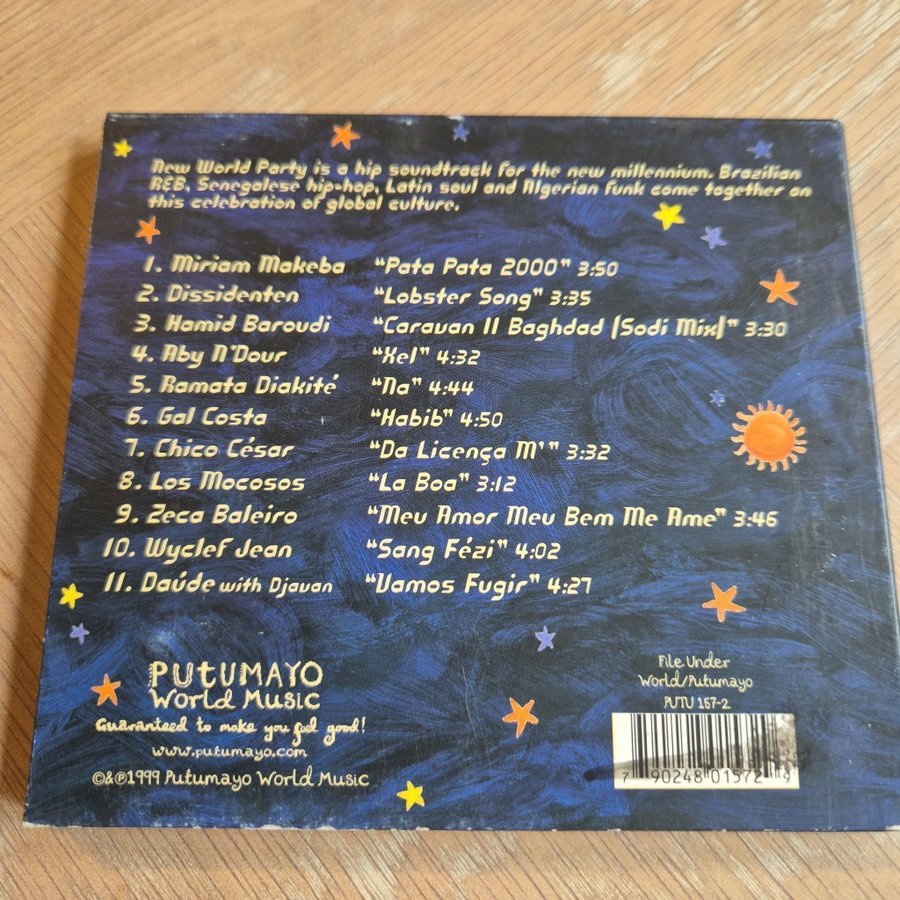 New World Party is a hip soundtrack for the new millennium. Brazilian
R&B, Senegalese hip-hop, Latin soul and Algerian funk come together on
this celebration of global culture.
1. Miriam Makeba "Pata Pata 2000" 3:50
2. Dissidenten "Lobster Song" 3:35
3. Hamid Baroudi "Caravan II Baghdad (Sodi Mix)" 3:30
4. Aby N'Dour "Xel" 4:32
5. Ramata Diakité "Na" 4:44
6. Gal Costa "Habib" 4:50
7. Chico César "Da Licença M'" 3:32
8. Los Mocosos "La Boa" 3:12
9. Zeca Baleiro "Meu Amor Meu Bem Me Ame" 3:46
10. Wyclef Jean "Sang Fézi" 4:02
11. Daúde with Djavan "Vamos Fugir" 4:27
PUTUMAYO
World Music
Guaranteed to make you feel good!
www.putumayo.com
©&℗1999 Putumayo World Music
File Under
World/Putumayo
PUTU 157-2
7 90248 01572 9